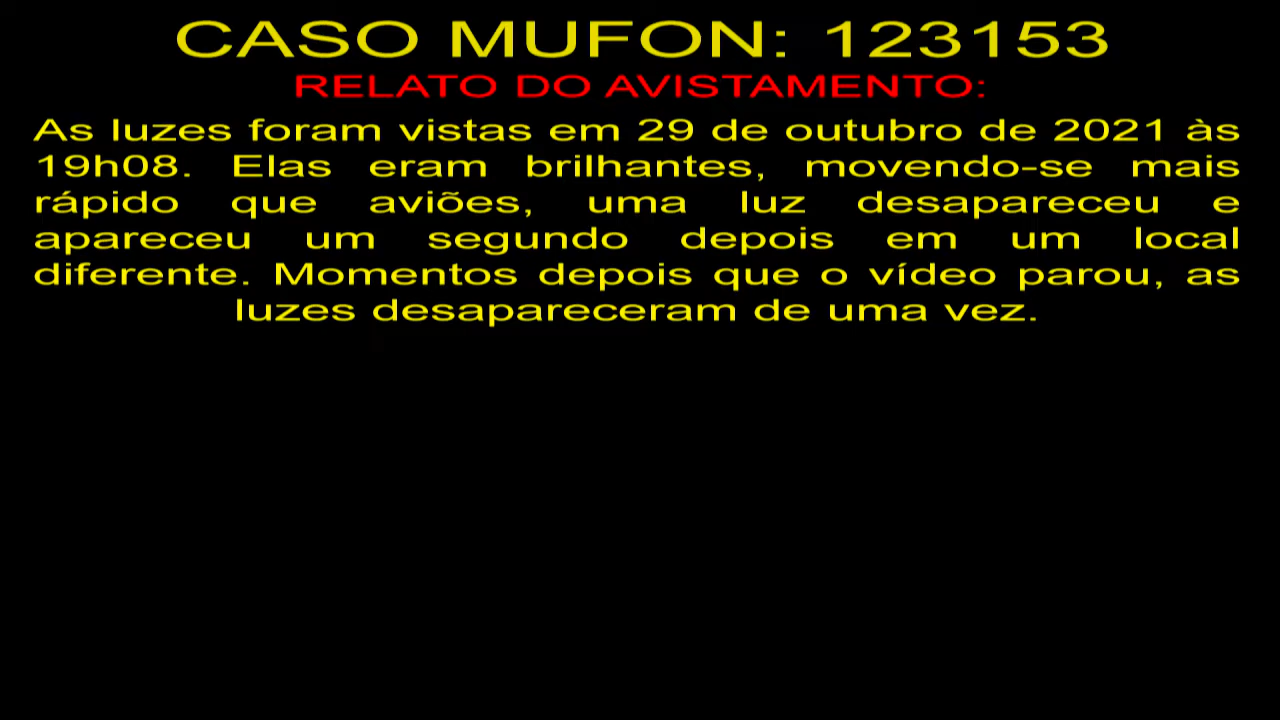 CASO MUFON: 123153
RELATO DO AVISTAMENTO:
As luzes foram vistas em 29 de outubro de 2021 às
19h08. Elas eram brilhantes, movendo-se mais
rápido que aviões, uma luz desapareceu e
apareceu um segundo depois em um local
diferente. Momentos depois que o vídeo parou, as
luzes desapareceram de uma vez.